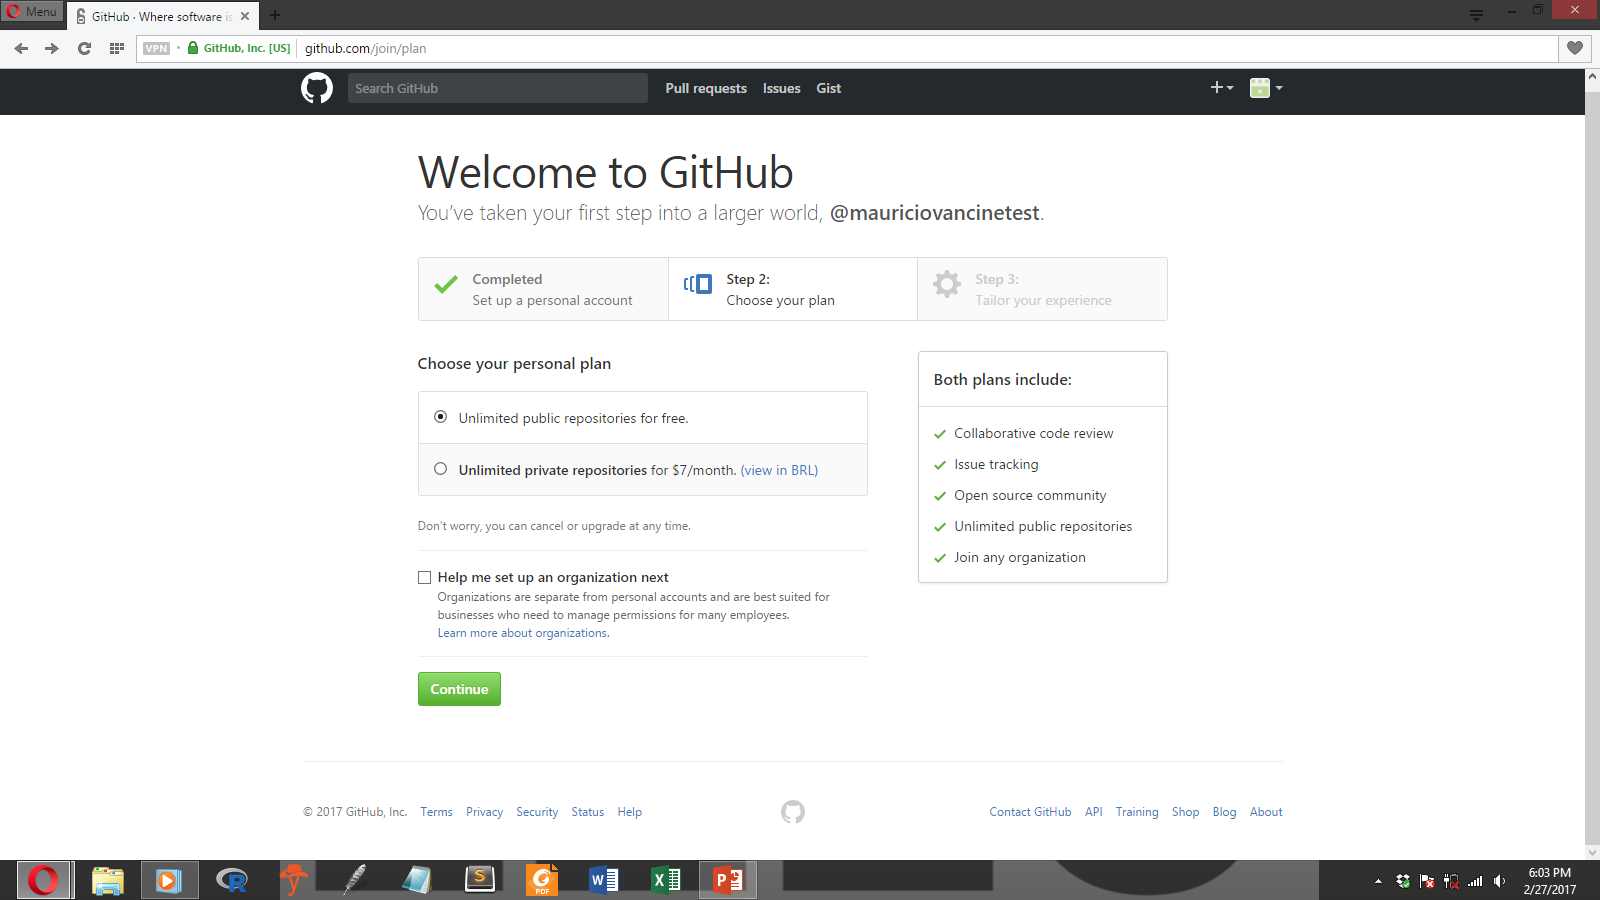 Menu
GitHub · Where software is
VPN
GitHub, Inc. [US]
github.com/join/plan
Search GitHub
Pull requests Issues Gist
Welcome to GitHub
You've taken your first step into a larger world, @mauriciovancinetest.
Completed
Set up a personal account
Step 2:
Choose your plan
Step 3:
Tailor your experience
Choose your personal plan
Unlimited public repositories for free.
Unlimited private repositories for $7/month. (view in BRL)
Don't worry, you can cancel or upgrade at any time.
Help me set up an organization next
Organizations are separate from personal accounts and are best suited for
businesses who need to manage permissions for many employees.
Learn more about organizations.
Continue
Both plans include:
Collaborative code review
Issue tracking
Open source community
Unlimited public repositories
Join any organization
© 2017 GitHub, Inc. Terms Privacy Security Status Help
Contact GitHub API Training Shop Blog About
R
S
PDF
W
X
P
6:03 PM
2/27/2017